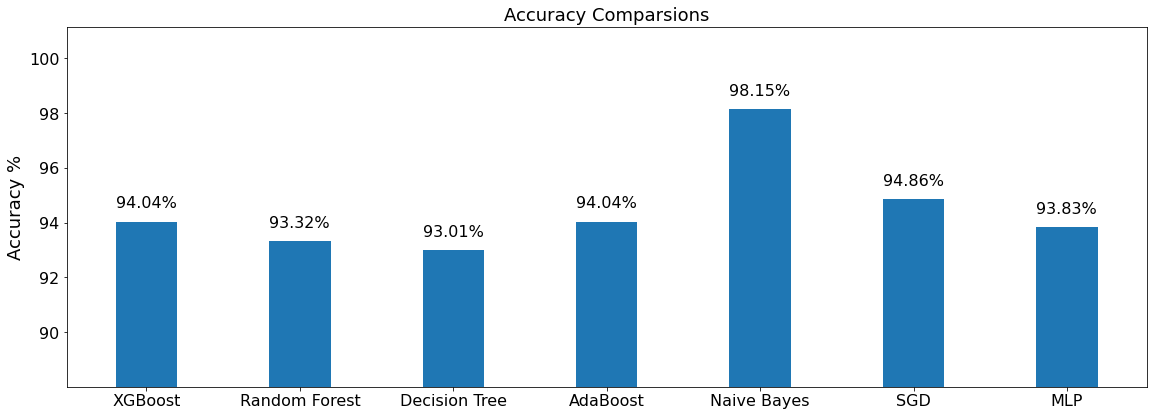 Accuracy Comparsions
Accuracy %
100
98
96
94
92
90
94.04%
93.32%
93.01%
94.04%
98.15%
94.86%
93.83%
XGBoost
Random Forest
Decision Tree
AdaBoost
Naive Bayes
SGD
MLP